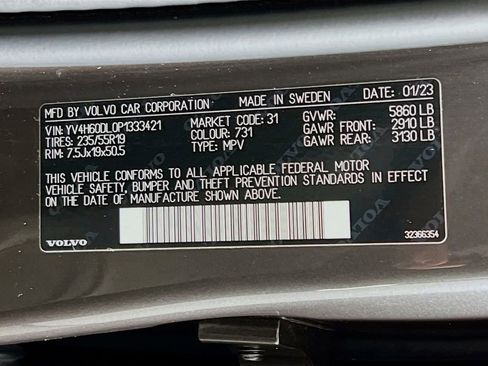 MFD BY VOLVO CAR CORPORATION MADE IN SWEDEN DATE: 01/23
VIN: YV4H60DL0P1333421 MARKET: 31 GVWR: 5860 LB
TIRES: 235/55R19 COLOUR: 731 GAWR FRONT: 2910 LB
RIM: 7.5Jx19x50.5 TYPE: MPV GAWR REAR: 3130 LB
THIS VEHICLE CONFORMS TO ALL APPLICABLE FEDERAL MOTOR
VEHICLE SAFETY, BUMPER AND THEFT PREVENTION STANDARDS IN EFFECT
ON THE DATE OF MANUFACTURE SHOWN ABOVE.
VOLVO 32366354